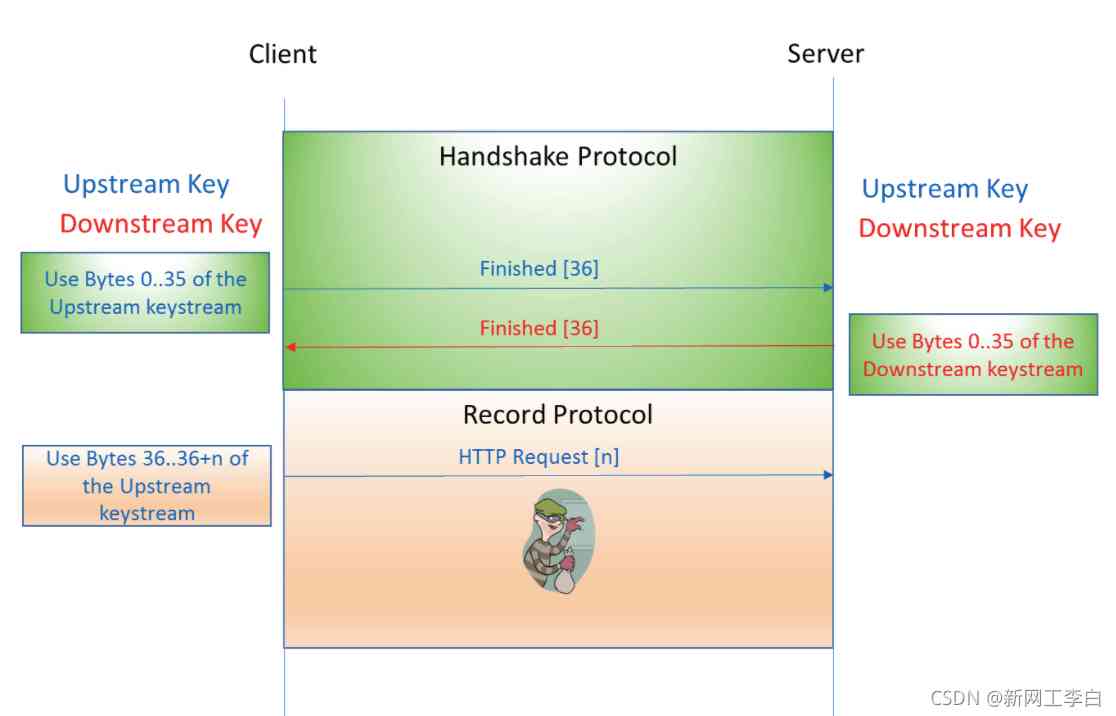 Client
Server
Handshake Protocol
Upstream Key
Downstream Key
Upstream Key
Downstream Key
Use Bytes 0..35 of the
Upstream keystream
Finished [36]
Finished [36]
Use Bytes 0..35 of the
Downstream keystream
Record Protocol
Use Bytes 36..36+n of
the Upstream
keystream
HTTP Request [n]
CSDN @新网工李白